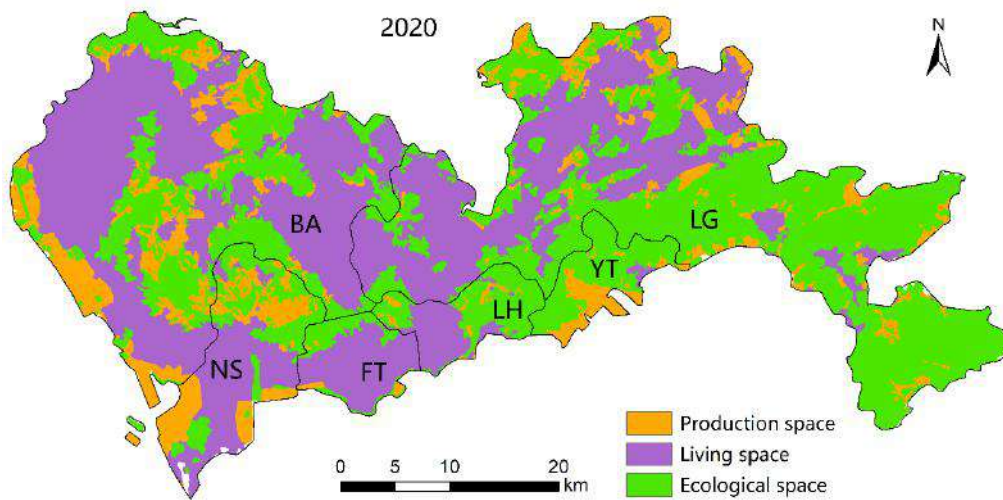 2020
N
BA
LG
YT
LH
NS
FT
Production space
Living space
Ecological space
0 5 10 20
km